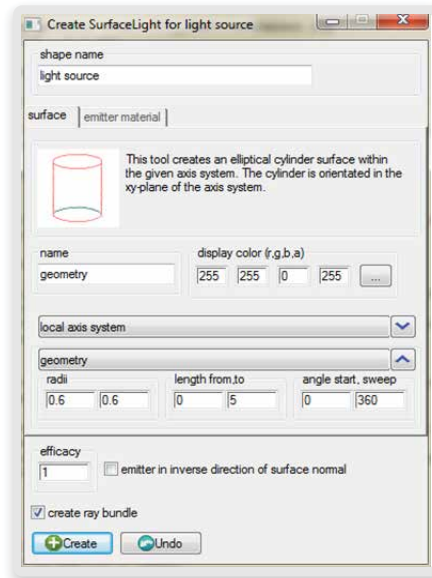 Create SurfaceLight for light source
shape name
light source
surface emitter material
This tool creates an elliptical cylinder surface within
the given axis system. The cylinder is orientated in the
xy-plane of the axis system.
name display color (r,g,b,a)
geometry 255 255 0 255 ...
local axis system
geometry
radii length from,to angle start, sweep
0.6 0.6 0 5 0 360
efficacy
1 emitter in inverse direction of surface normal
create ray bundle
Create Undo